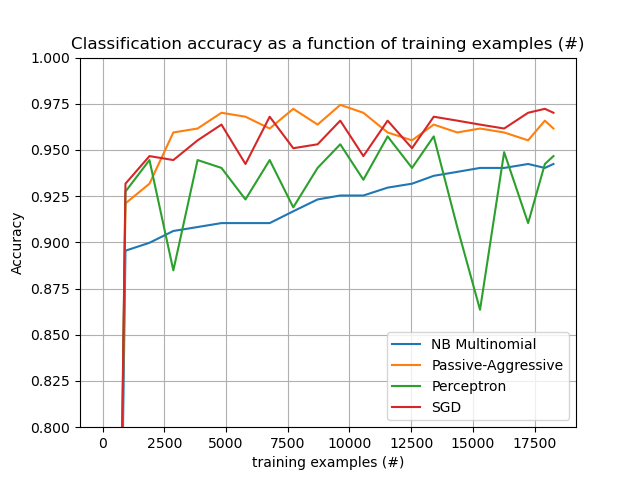 Classification accuracy as a function of training examples (#)
1.000
0.975
0.950
0.925
0.900
0.875
0.850
0.825
0.800
Accuracy
NB Multinomial
Passive-Aggressive
Perceptron
SGD
0 2500 5000 7500 10000 12500 15000 17500
training examples (#)